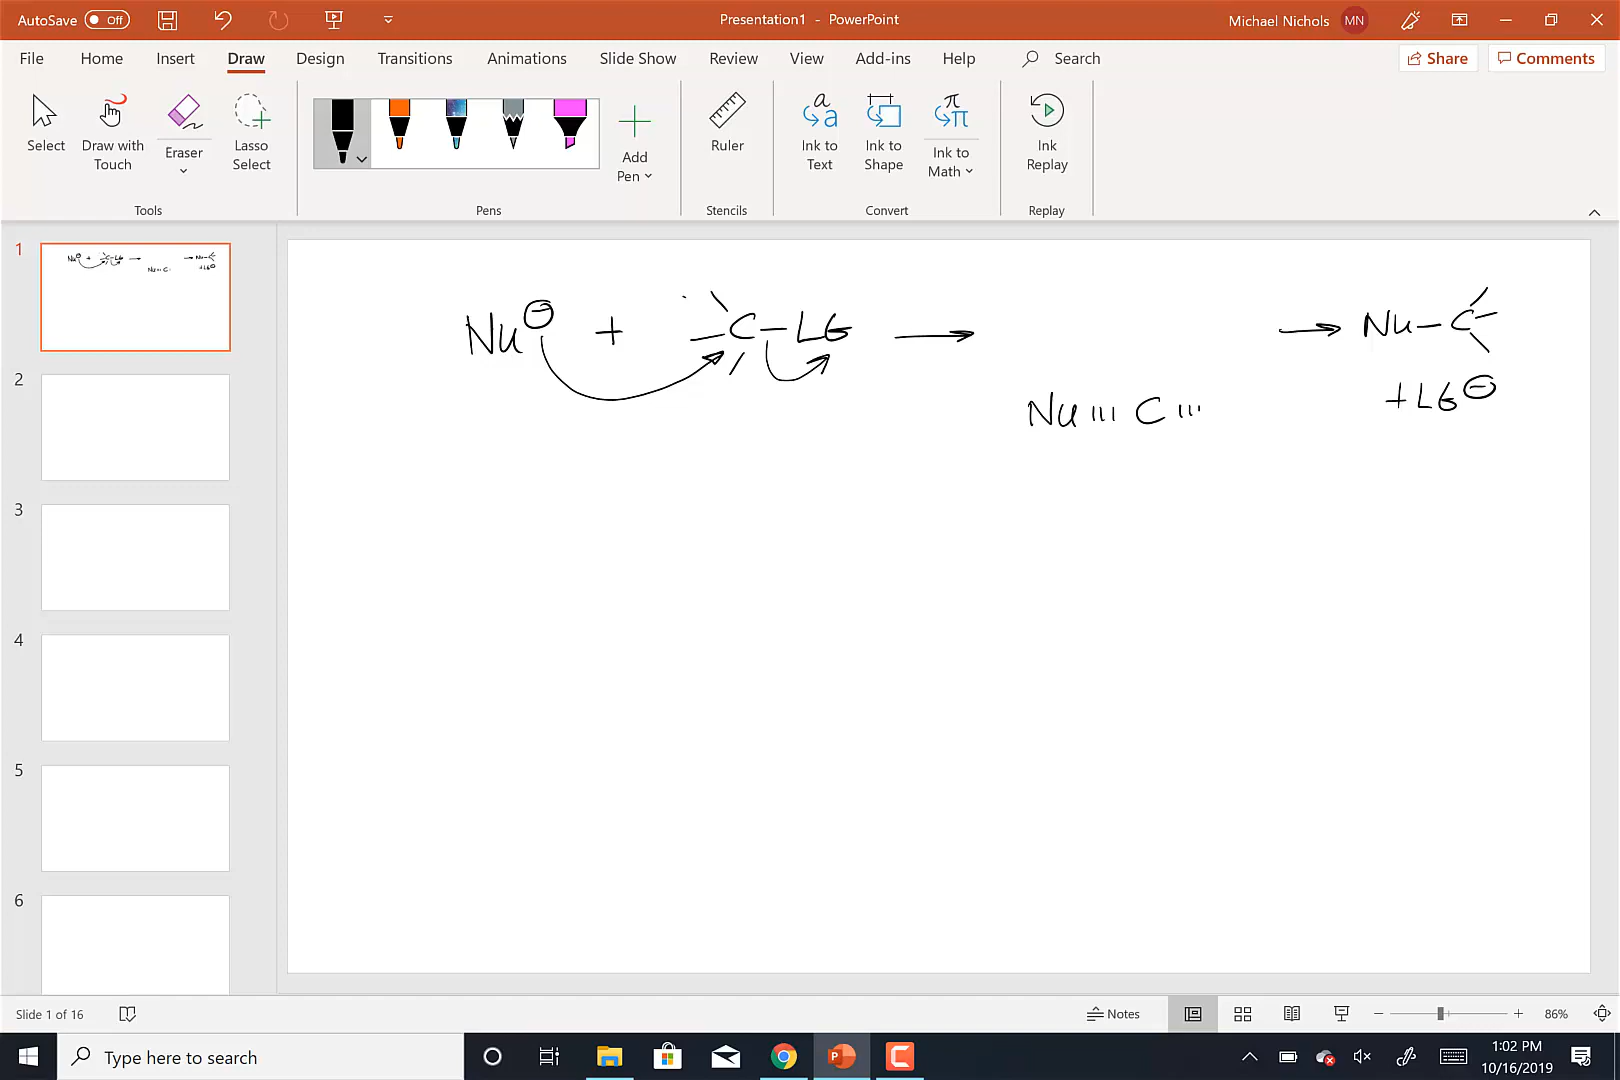 AutoSave Off Presentation1 - PowerPoint Michael Nichols MN
File Home Insert Draw Design Transitions Animations Slide Show Review View Add-ins Help Search Share Comments
Select Draw with Touch Eraser Lasso Select
Add Pen
Ruler
a a Ink to Text
Ink to Shape
π π Ink to Math
Ink Replay
Tools Pens Stencils Convert Replay
1
2
3
4
5
6
Nu⊖ + C-LG → → Nu-C
Nu ııı C ııı
+LG⊖
Slide 1 of 16 Notes 86%
Type here to search
1:02 PM
10/16/2019